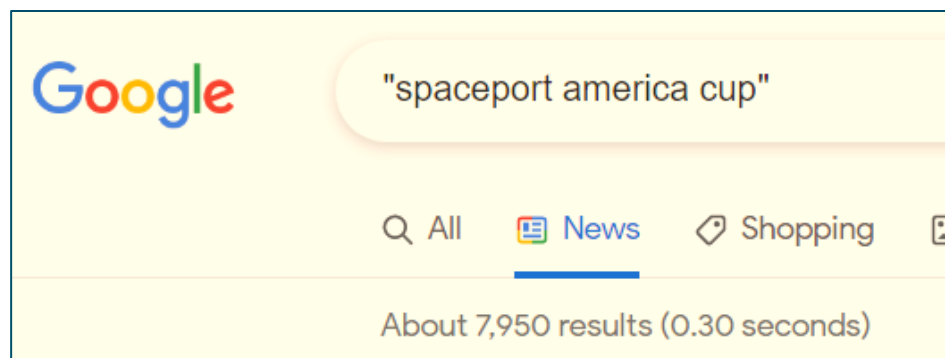 Google
"spaceport america cup"
All News Shopping
About 7,950 results (0.30 seconds)